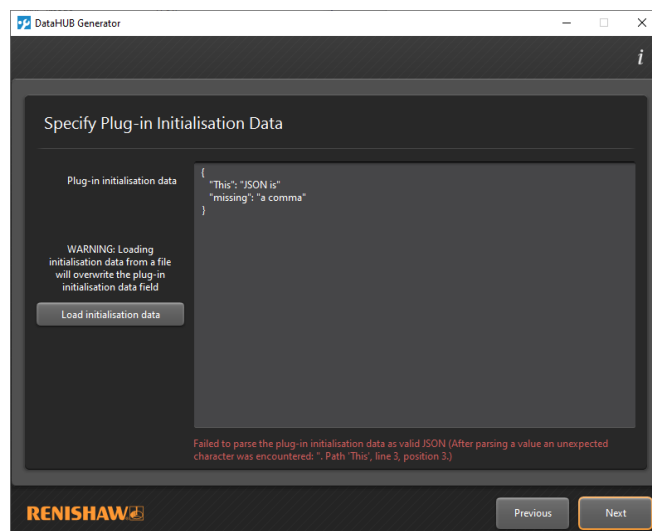 DataHUB Generator
i
Specify Plug-in Initialisation Data
Plug-in initialisation data
{
"This": "JSON is"
"missing": "a comma"
}
WARNING: Loading
initialisation data from a file
will overwrite the plug-in
initialisation data field
Load initialisation data
Failed to parse the plug-in initialisation data as valid JSON (After parsing a value an unexpected
character was encountered: ". Path 'This', line 3, position 3.)
RENISHAW
Previous
Next